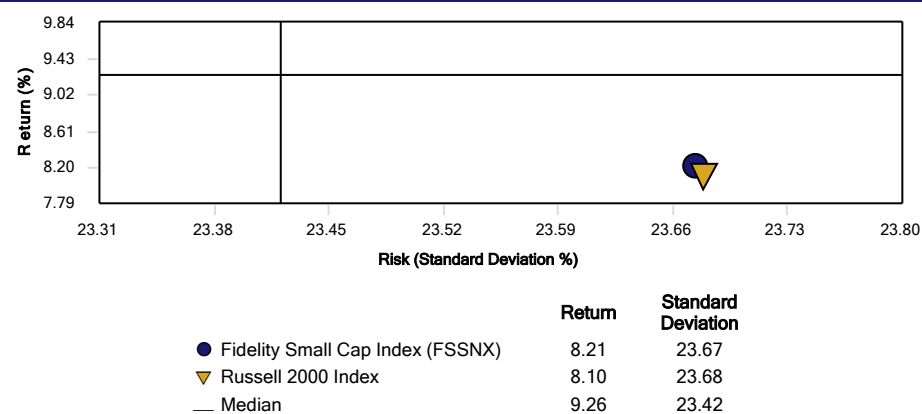 9.84
9.43
9.02
8.61
8.20
7.79
Return (%)
23.31 23.38 23.45 23.52 23.59 23.66 23.73 23.80
Risk (Standard Deviation %)
Return Standard Deviation
Fidelity Small Cap Index (FSSNX) 8.21 23.67
Russell 2000 Index 8.10 23.68
Median 9.26 23.42